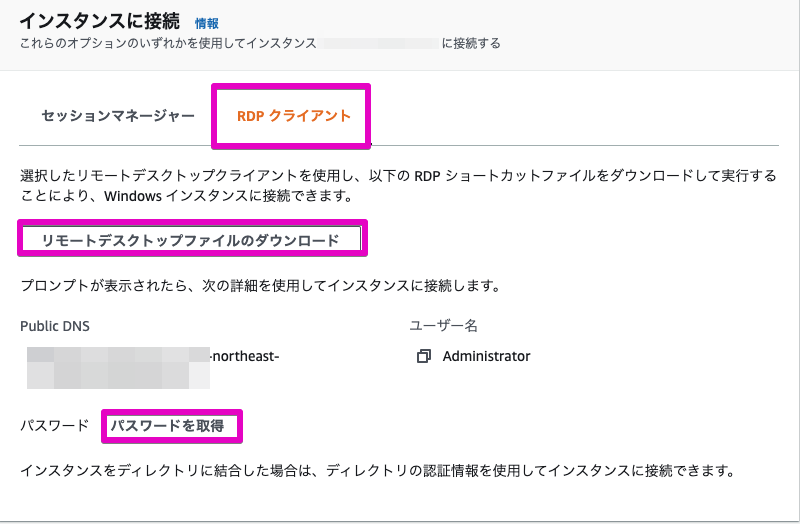 インスタンスに接続 情報
これらのオプションのいずれかを使用してインスタンス に接続する
セッションマネージャー RDP クライアント
選択したリモートデスクトップクライアントを使用し、以下の RDP ショートカットファイルをダウンロードして実行する
ことにより、Windows インスタンスに接続できます。
リモートデスクトップファイルのダウンロード
プロンプトが表示されたら、次の詳細を使用してインスタンスに接続します。
Public DNS ユーザー名
-northeast- Administrator
パスワード パスワードを取得
インスタンスをディレクトリに結合した場合は、ディレクトリの認証情報を使用してインスタンスに接続できます。